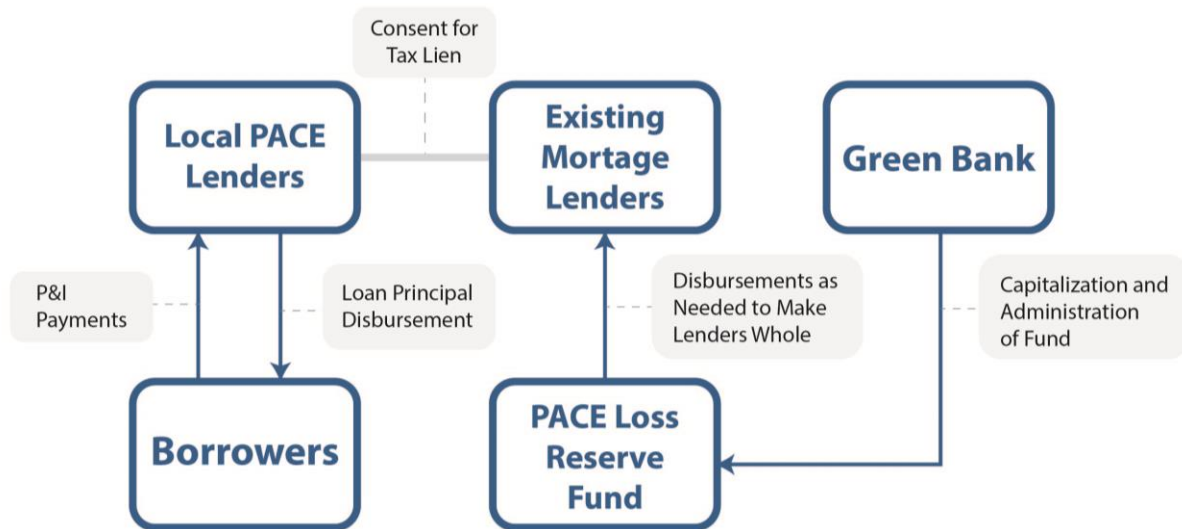 Consent for
Tax Lien
Local PACE
Lenders
Existing
Mortage
Lenders
Green Bank
P&I
Payments
Loan Principal
Disbursement
Disbursements as
Needed to Make
Lenders Whole
Capitalization and
Administration
of Fund
Borrowers
PACE Loss
Reserve
Fund